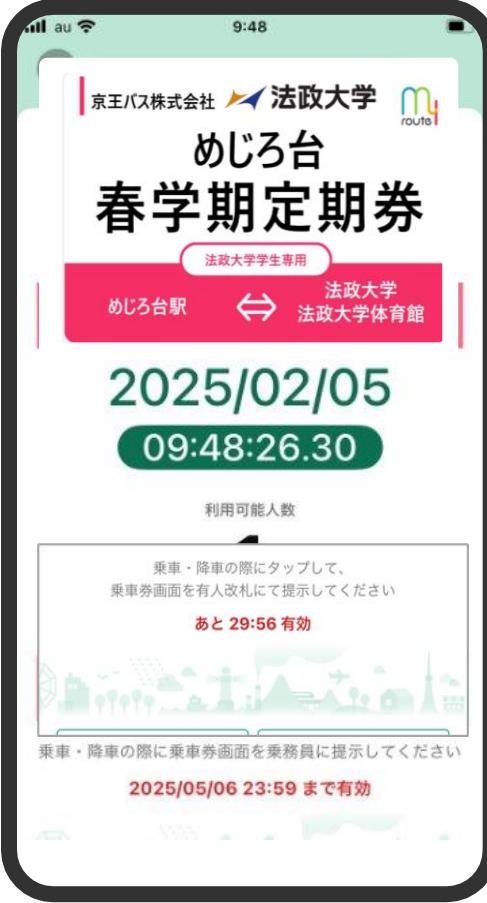 au
9:48
京王バス株式会社 法政大学 my route
めじろ台
春学期定期券
法政大学学生専用
めじろ台駅 ⇔ 法政大学
法政大学体育館
2025/02/05
09:48:26.30
利用可能人数
乗車・降車の際にタップして、
乗車券画面を有人改札にて提示してください
あと 29:56 有効
乗車・降車の際に乗車券画面を乗務員に提示してください
2025/05/06 23:59 まで有効